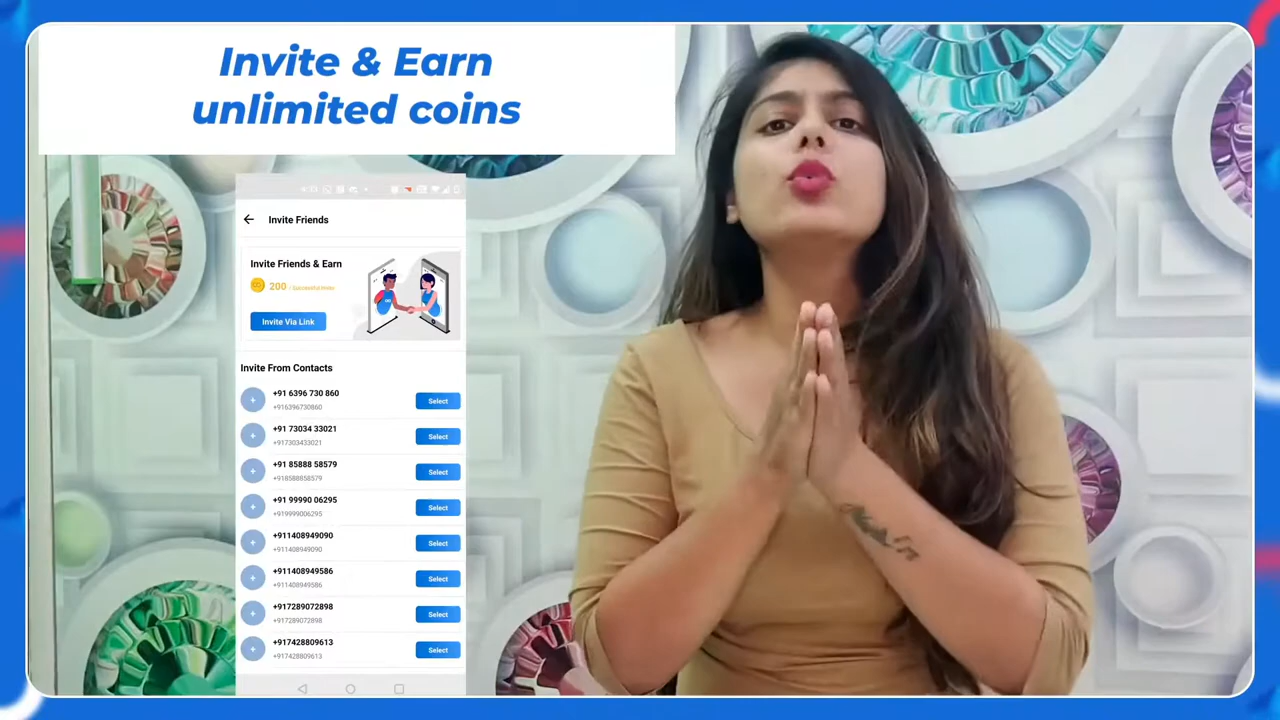 Invite & Earn
unlimited coins
Invite Friends
Invite Friends & Earn
200 / Successful Invite
Invite Via Link
Invite From Contacts
+91 6396 730 860
+916396730860
Select
+91 73034 33021
+917303433021
Select
+91 85888 58579
+918588858579
Select
+91 99990 06295
+919999006295
Select
+911408949090
+911408949090
Select
+911408949586
+911408949586
Select
+917289072898
+917289072898
Select
+917428809613
+917428809613
Select